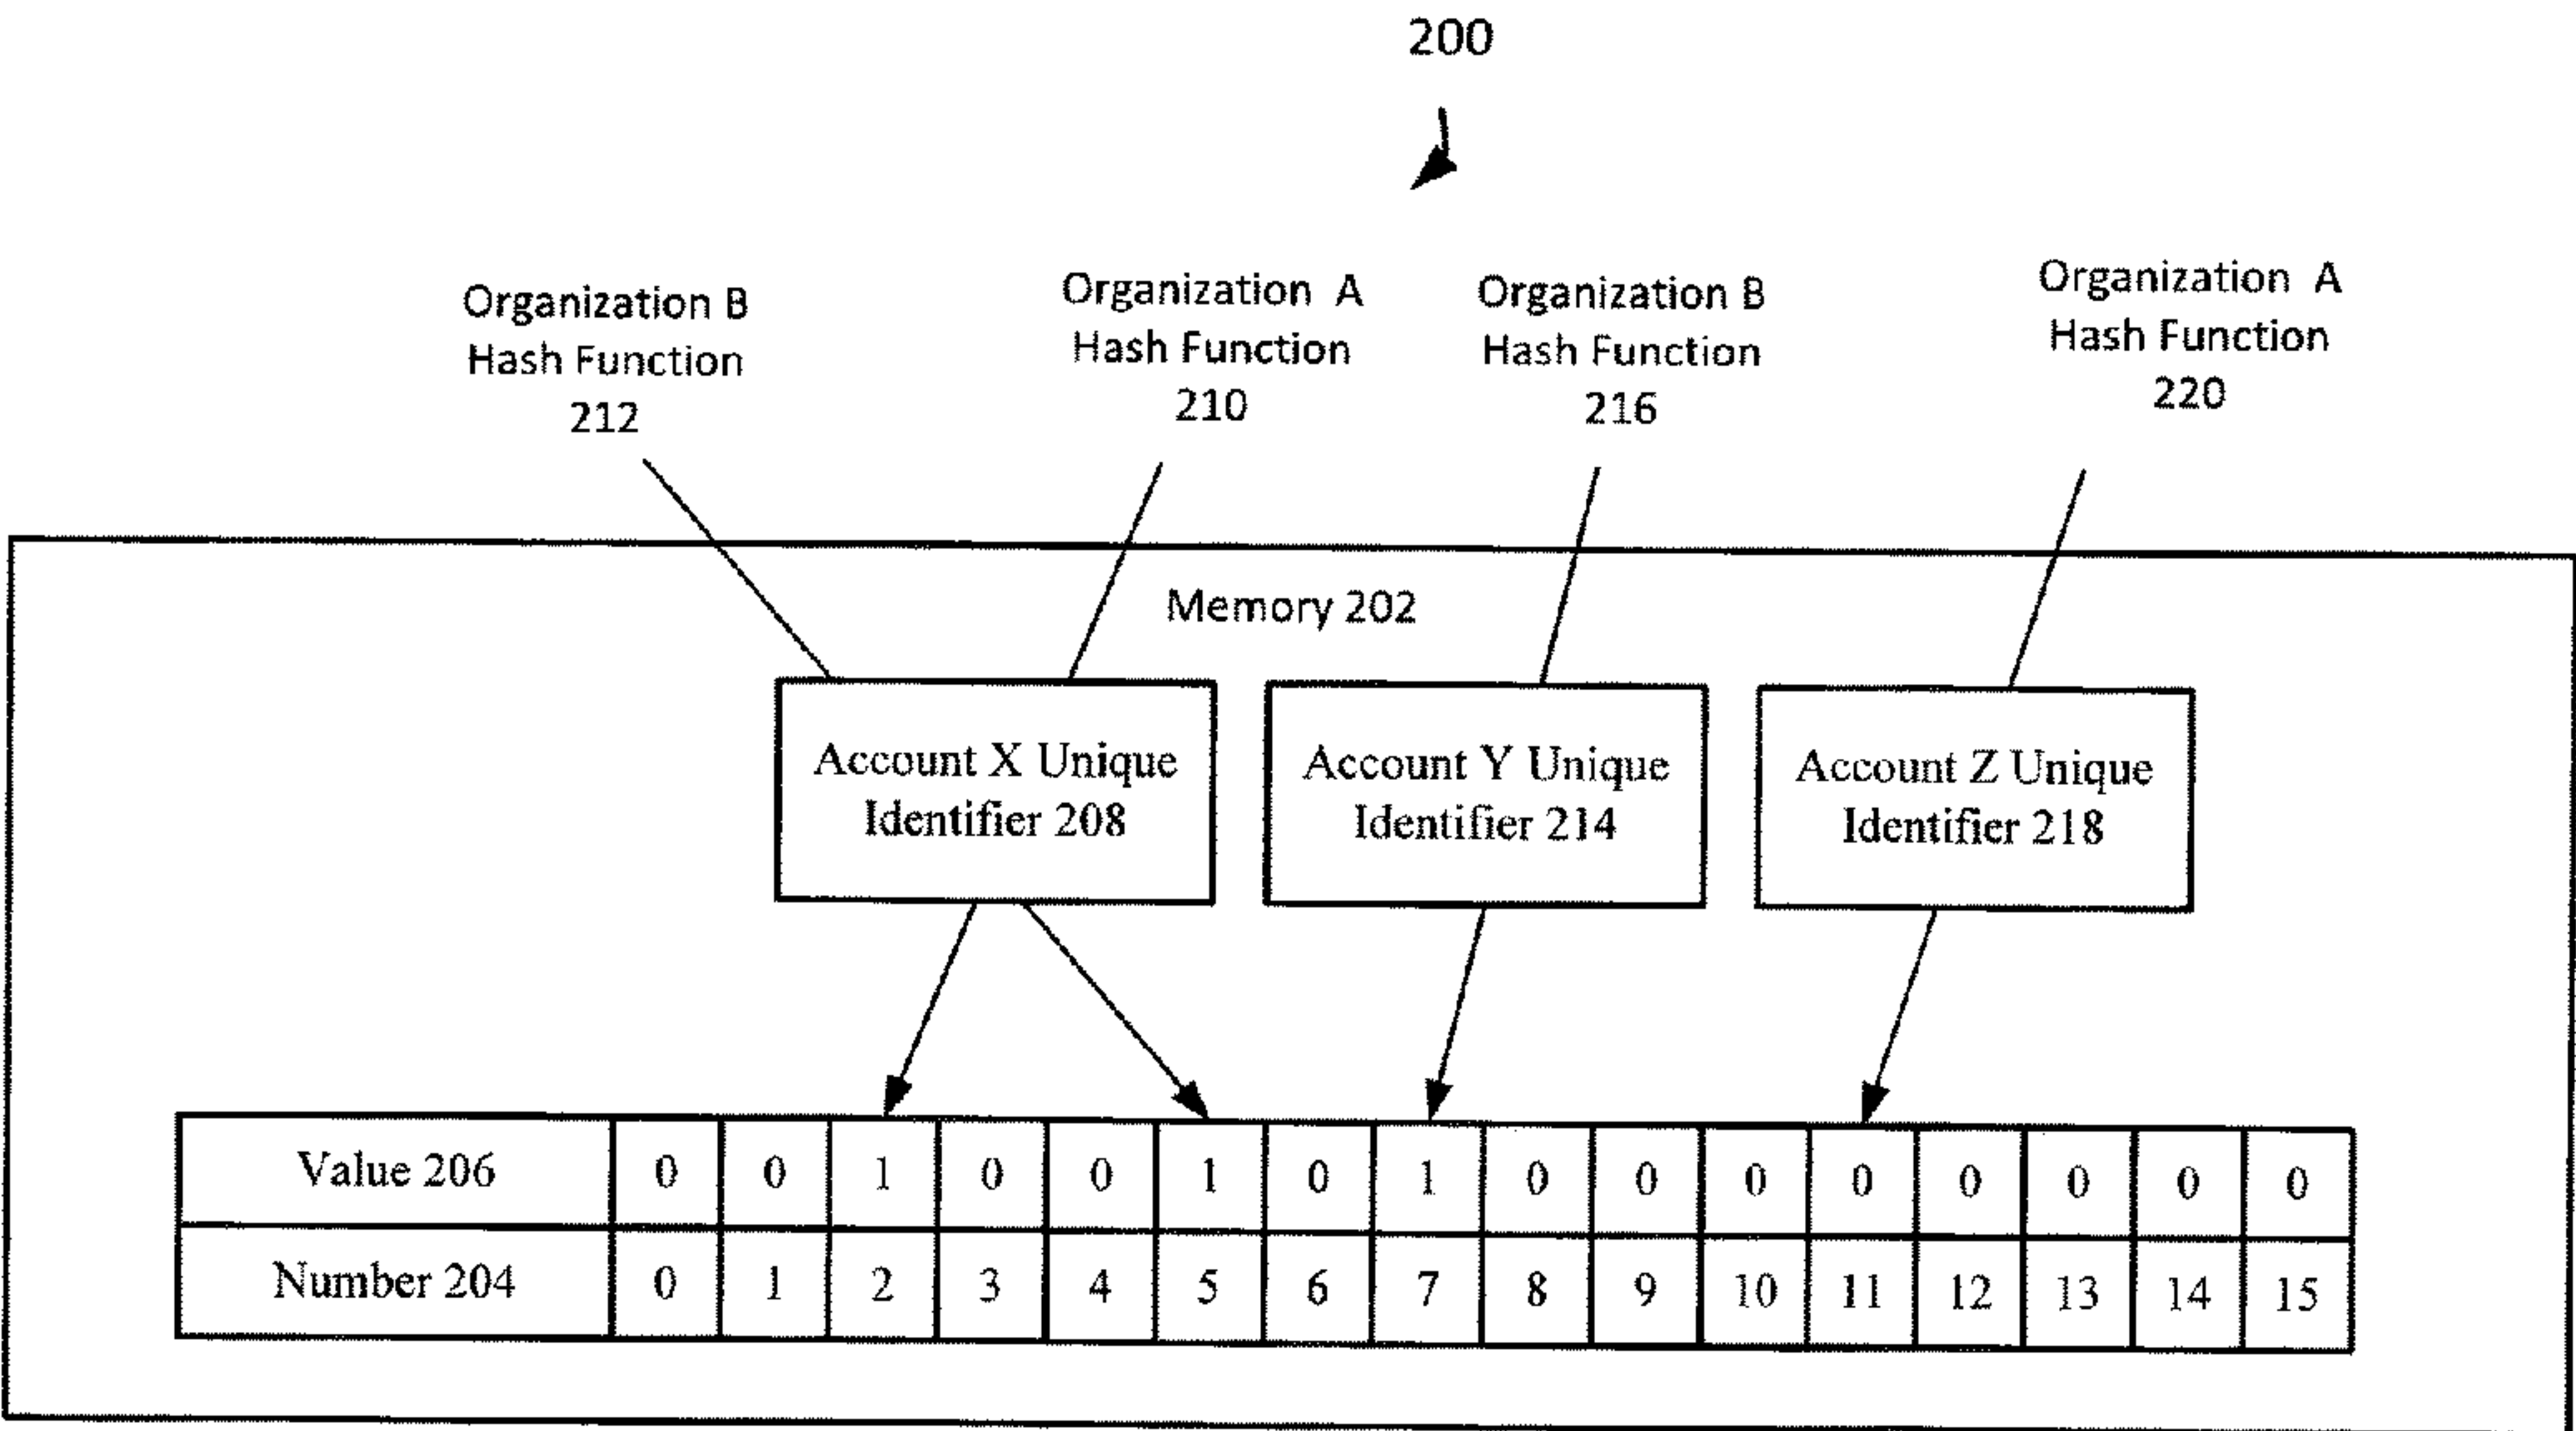 200
Organization B
Hash Function
212
Organization A
Hash Function
210
Organization B
Hash Function
216
Organization A
Hash Function
220
Memory 202
Account X Unique
Identifier 208
Account Y Unique
Identifier 214
Account Z Unique
Identifier 218
Value 206 0 0 1 0 0 1 0 1 0 0 0 0 0 0 0 0
Number 204 0 1 2 3 4 5 6 7 8 9 10 11 12 13 14 15